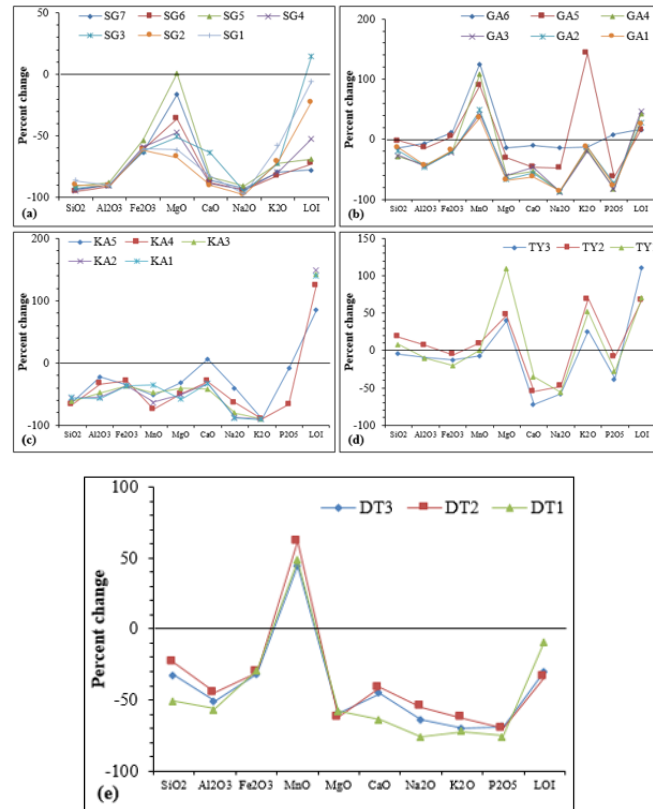 SG7 SG6 SG5 SG4
SG3 SG2 SG1
Percent change
50
0
-50
-100
(a)
SiO2 Al2O3 Fe2O3 MgO CaO Na2O K2O LOI
GA6 GA5 GA4
GA3 GA2 GA1
Percent change
200
100
0
-100
(b)
SiO2 Al2O3 Fe2O3 MnO MgO CaO Na2O K2O P2O5 LOI
KA5 KA4 KA3
KA2 KA1
Percent change
200
100
0
-100
(c)
SiO2 Al2O3 Fe2O3 MnO MgO CaO Na2O K2O P2O5 LOI
TY3 TY2 TY
Percent change
150
100
50
0
-50
-100
(d)
SiO2 Al2O3 Fe2O3 MnO MgO CaO Na2O K2O P2O5 LOI
DT3 DT2 DT1
Percent change
100
50
0
-50
-100
(e)
SiO2 Al2O3 Fe2O3 MnO MgO CaO Na2O K2O P2O5 LOI